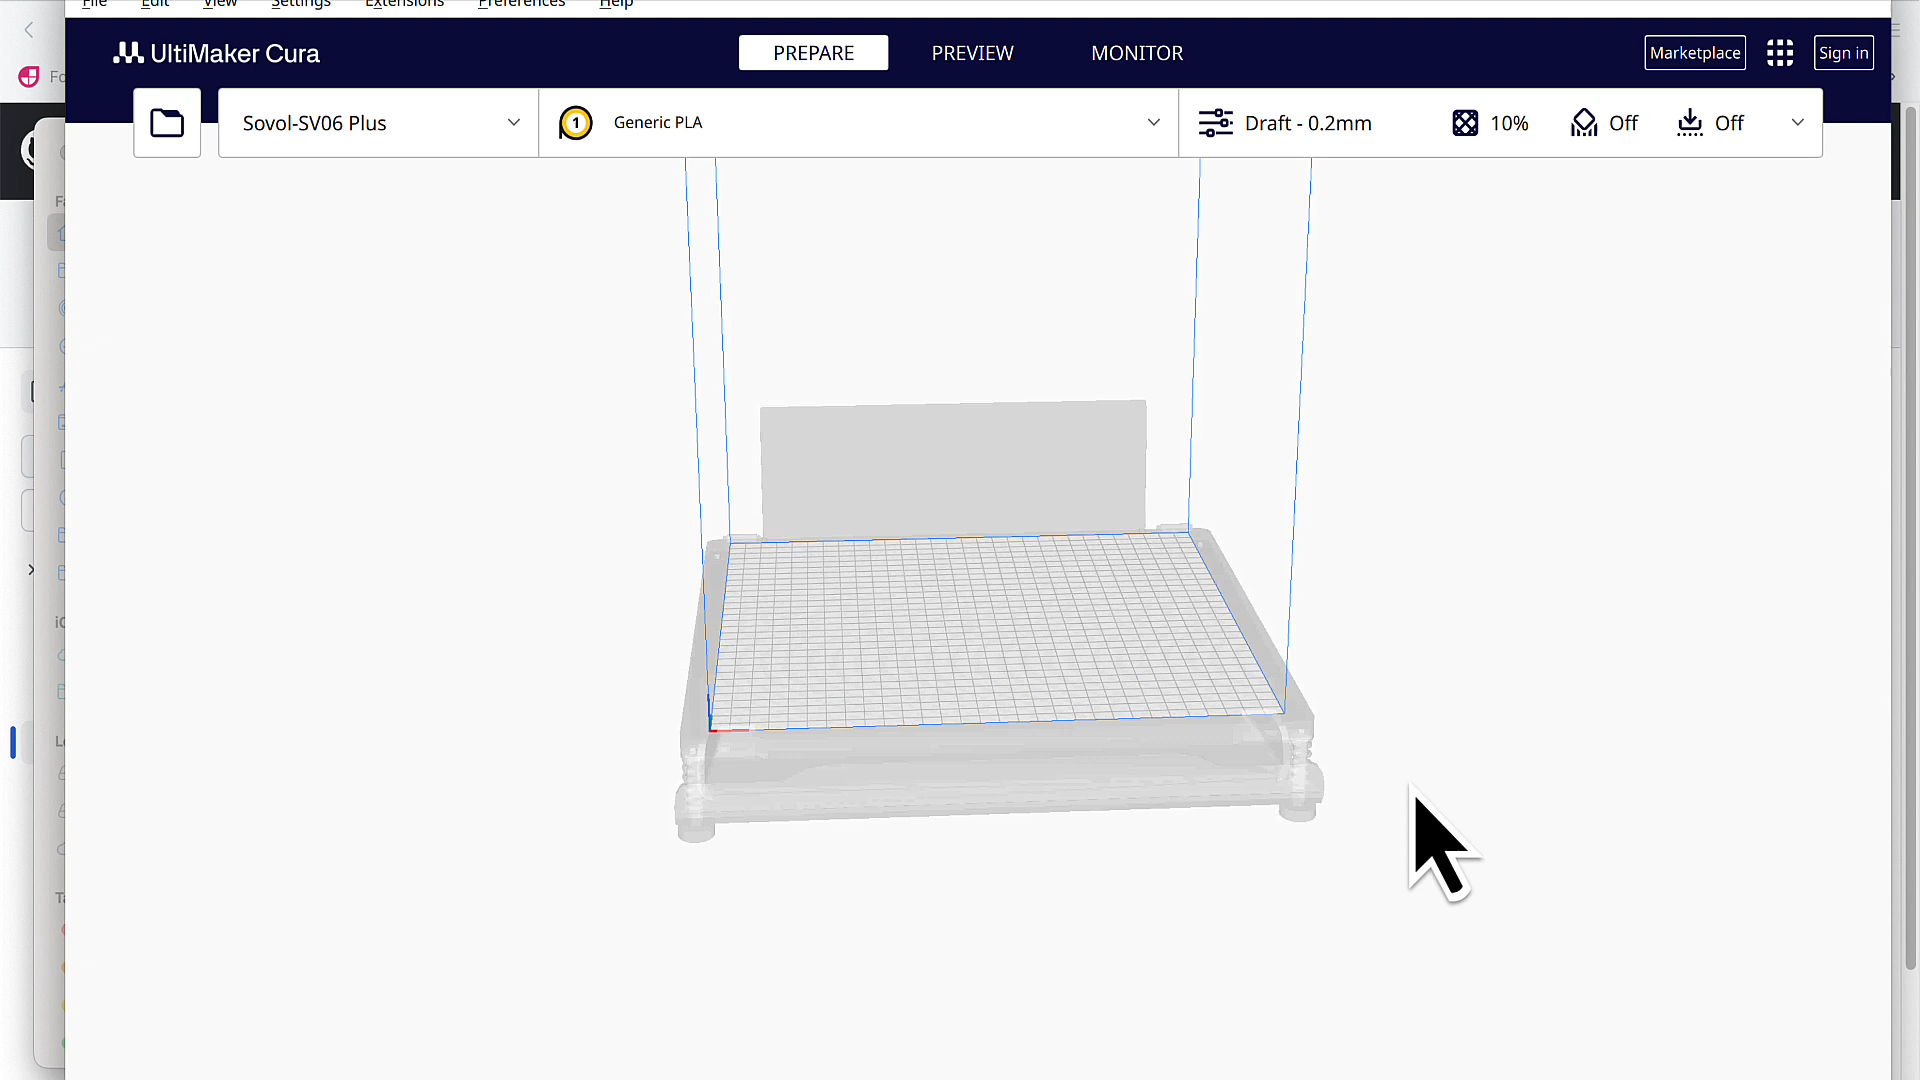 File Edit View Settings Extensions Preferences Help
UltiMaker Cura
PREPARE PREVIEW MONITOR
Marketplace
Sign in
Sovol-SV06 Plus
1 Generic PLA
Draft - 0.2mm 10% Off Off